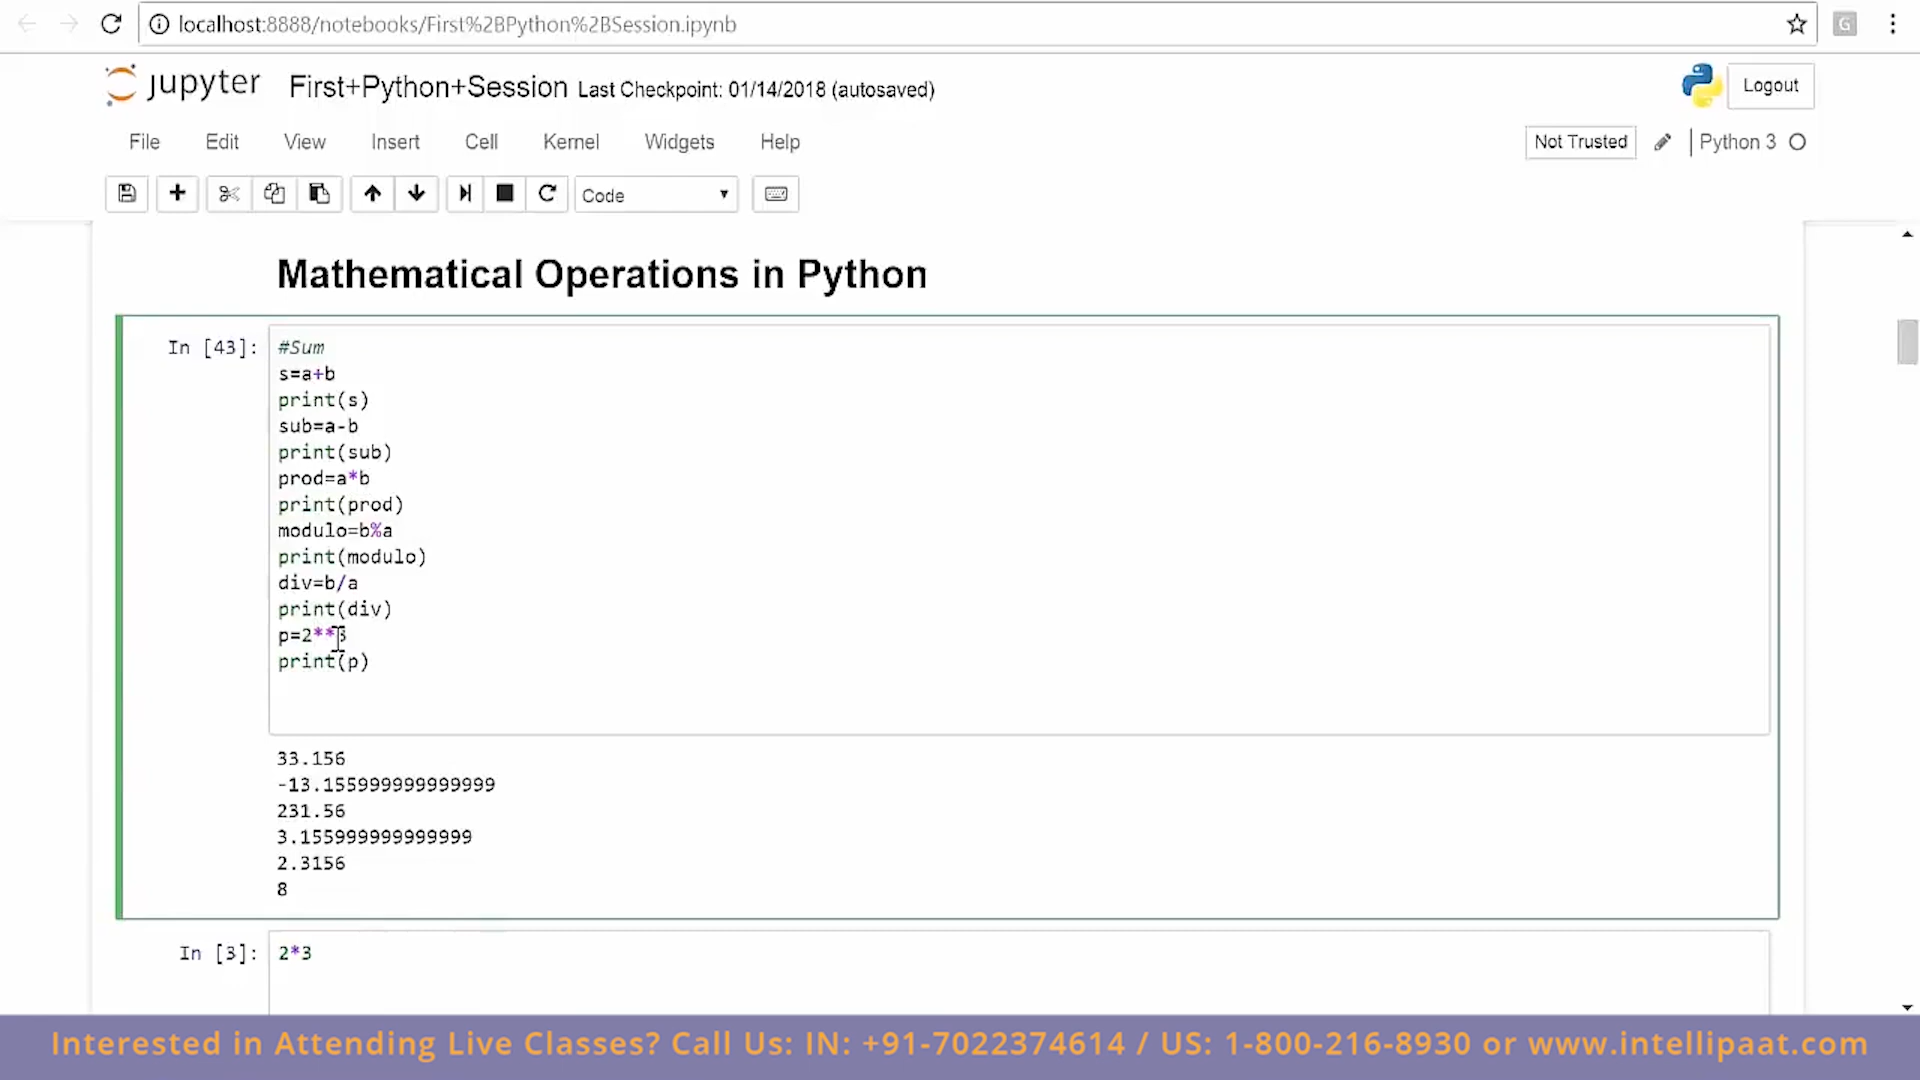 localhost:8888/notebooks/First%2BPython%2BSession.ipynb
G
jupyter First+Python+Session Last Checkpoint: 01/14/2018 (autosaved)
Logout
File Edit View Insert Cell Kernel Widgets Help
Not Trusted Python 3
Code
Mathematical Operations in Python
In [43]: #Sum
s=a+b
print(s)
sub=a-b
print(sub)
prod=a*b
print(prod)
modulo=b%a
print(modulo)
div=b/a
print(div)
p=2**3
print(p)
33.156
-13.155999999999999
231.56
3.155999999999999
2.3156
8
In [3]: 2*3
Interested in Attending Live Classes? Call Us: IN: +91-7022374614 / US: 1-800-216-8930 or www.intellipaat.com